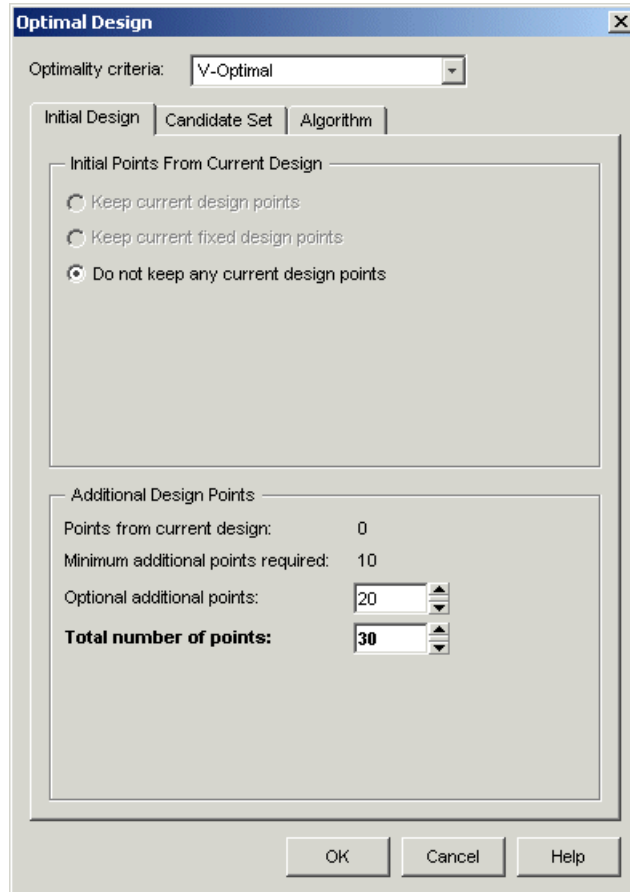 Optimal Design
Optimality criteria: V-Optimal
Initial Design Candidate Set Algorithm
Initial Points From Current Design
Keep current design points
Keep current fixed design points
Do not keep any current design points
Additional Design Points
Points from current design: 0
Minimum additional points required: 10
Optional additional points: 20
Total number of points: 30
OK Cancel Help